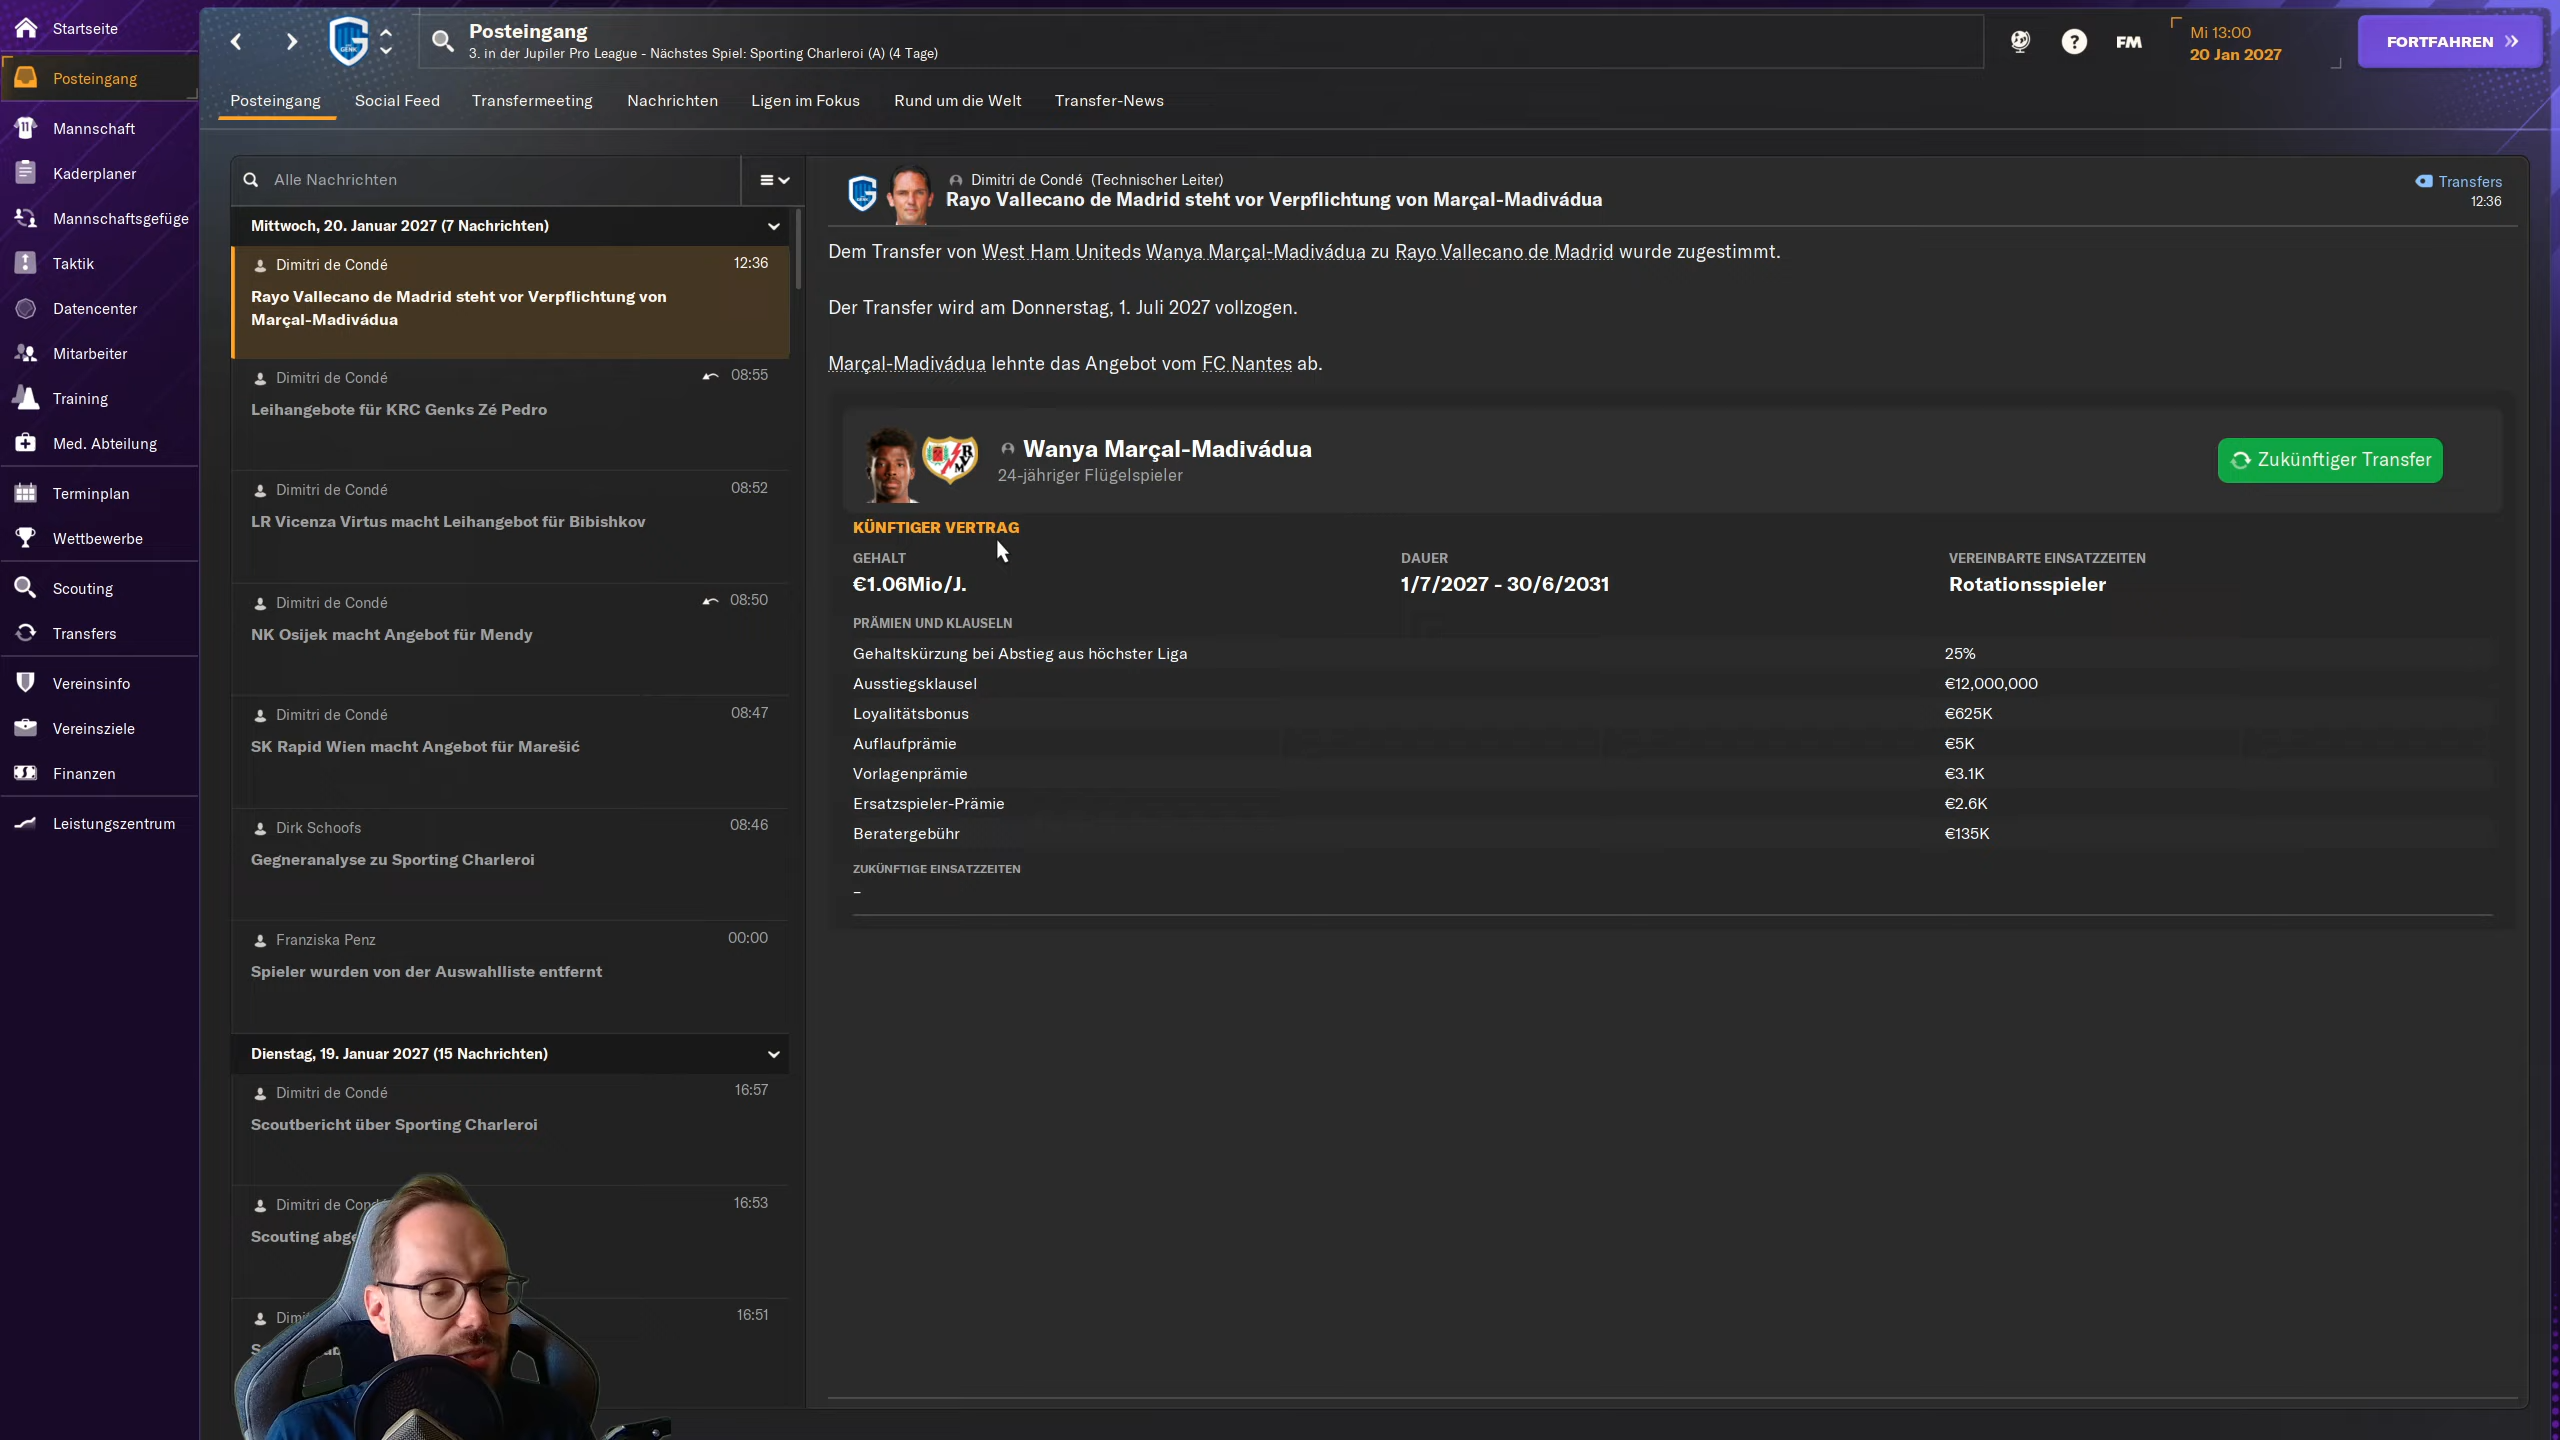 Startseite
Posteingang
Mannschaft
Kaderplaner
Mannschaftsgefüge
Taktik
Datencenter
Mitarbeiter
Training
Med. Abteilung
Terminplan
Wettbewerbe
Scouting
Transfers
Vereinsinfo
Vereinsziele
Finanzen
Leistungszentrum
GENK
Posteingang
3. in der Jupiler Pro League - Nächstes Spiel: Sporting Charleroi (A) (4 Tage)
?
FM
Mi 13:00
20 Jan 2027
FORTFAHREN
Posteingang
Social Feed
Transfermeeting
Nachrichten
Ligen im Fokus
Rund um die Welt
Transfer-News
Alle Nachrichten
Mittwoch, 20. Januar 2027 (7 Nachrichten)
Dimitri de Condé 12:36
Rayo Vallecano de Madrid steht vor Verpflichtung von
Marçal-Madivádua
Dimitri de Condé 08:55
Leihangebote für KRC Genks Zé Pedro
Dimitri de Condé 08:52
LR Vicenza Virtus macht Leihangebot für Bibishkov
Dimitri de Condé 08:50
NK Osijek macht Angebot für Mendy
Dimitri de Condé 08:47
SK Rapid Wien macht Angebot für Marešić
Dirk Schoofs 08:46
Gegneranalyse zu Sporting Charleroi
Franziska Penz 00:00
Spieler wurden von der Auswahlliste entfernt
Dienstag, 19. Januar 2027 (15 Nachrichten)
Dimitri de Condé 16:57
Scoutbericht über Sporting Charleroi
Dimitri de Cond 16:53
Scouting abge
Dimi 16:51
Dimitri de Condé (Technischer Leiter)
Rayo Vallecano de Madrid steht vor Verpflichtung von Marçal-Madivádua
Transfers
12:36
Dem Transfer von West Ham Uniteds Wanya Marçal-Madivádua zu Rayo Vallecano de Madrid wurde zugestimmt.
Der Transfer wird am Donnerstag, 1. Juli 2027 vollzogen.
Marçal-Madivádua lehnte das Angebot vom FC Nantes ab.
Wanya Marçal-Madivádua
24-jähriger Flügelspieler
Zukünftiger Transfer
KÜNFTIGER VERTRAG
GEHALT
€1.06Mio/J.
DAUER
1/7/2027 - 30/6/2031
VEREINBARTE EINSATZZEITEN
Rotationsspieler
PRÄMIEN UND KLAUSELN
Gehaltskürzung bei Abstieg aus höchster Liga 25%
Ausstiegsklausel €12,000,000
Loyalitätsbonus €625K
Auflaufprämie €5K
Vorlagenprämie €3.1K
Ersatzspieler-Prämie €2.6K
Beratergebühr €135K
ZUKÜNFTIGE EINSATZZEITEN
-